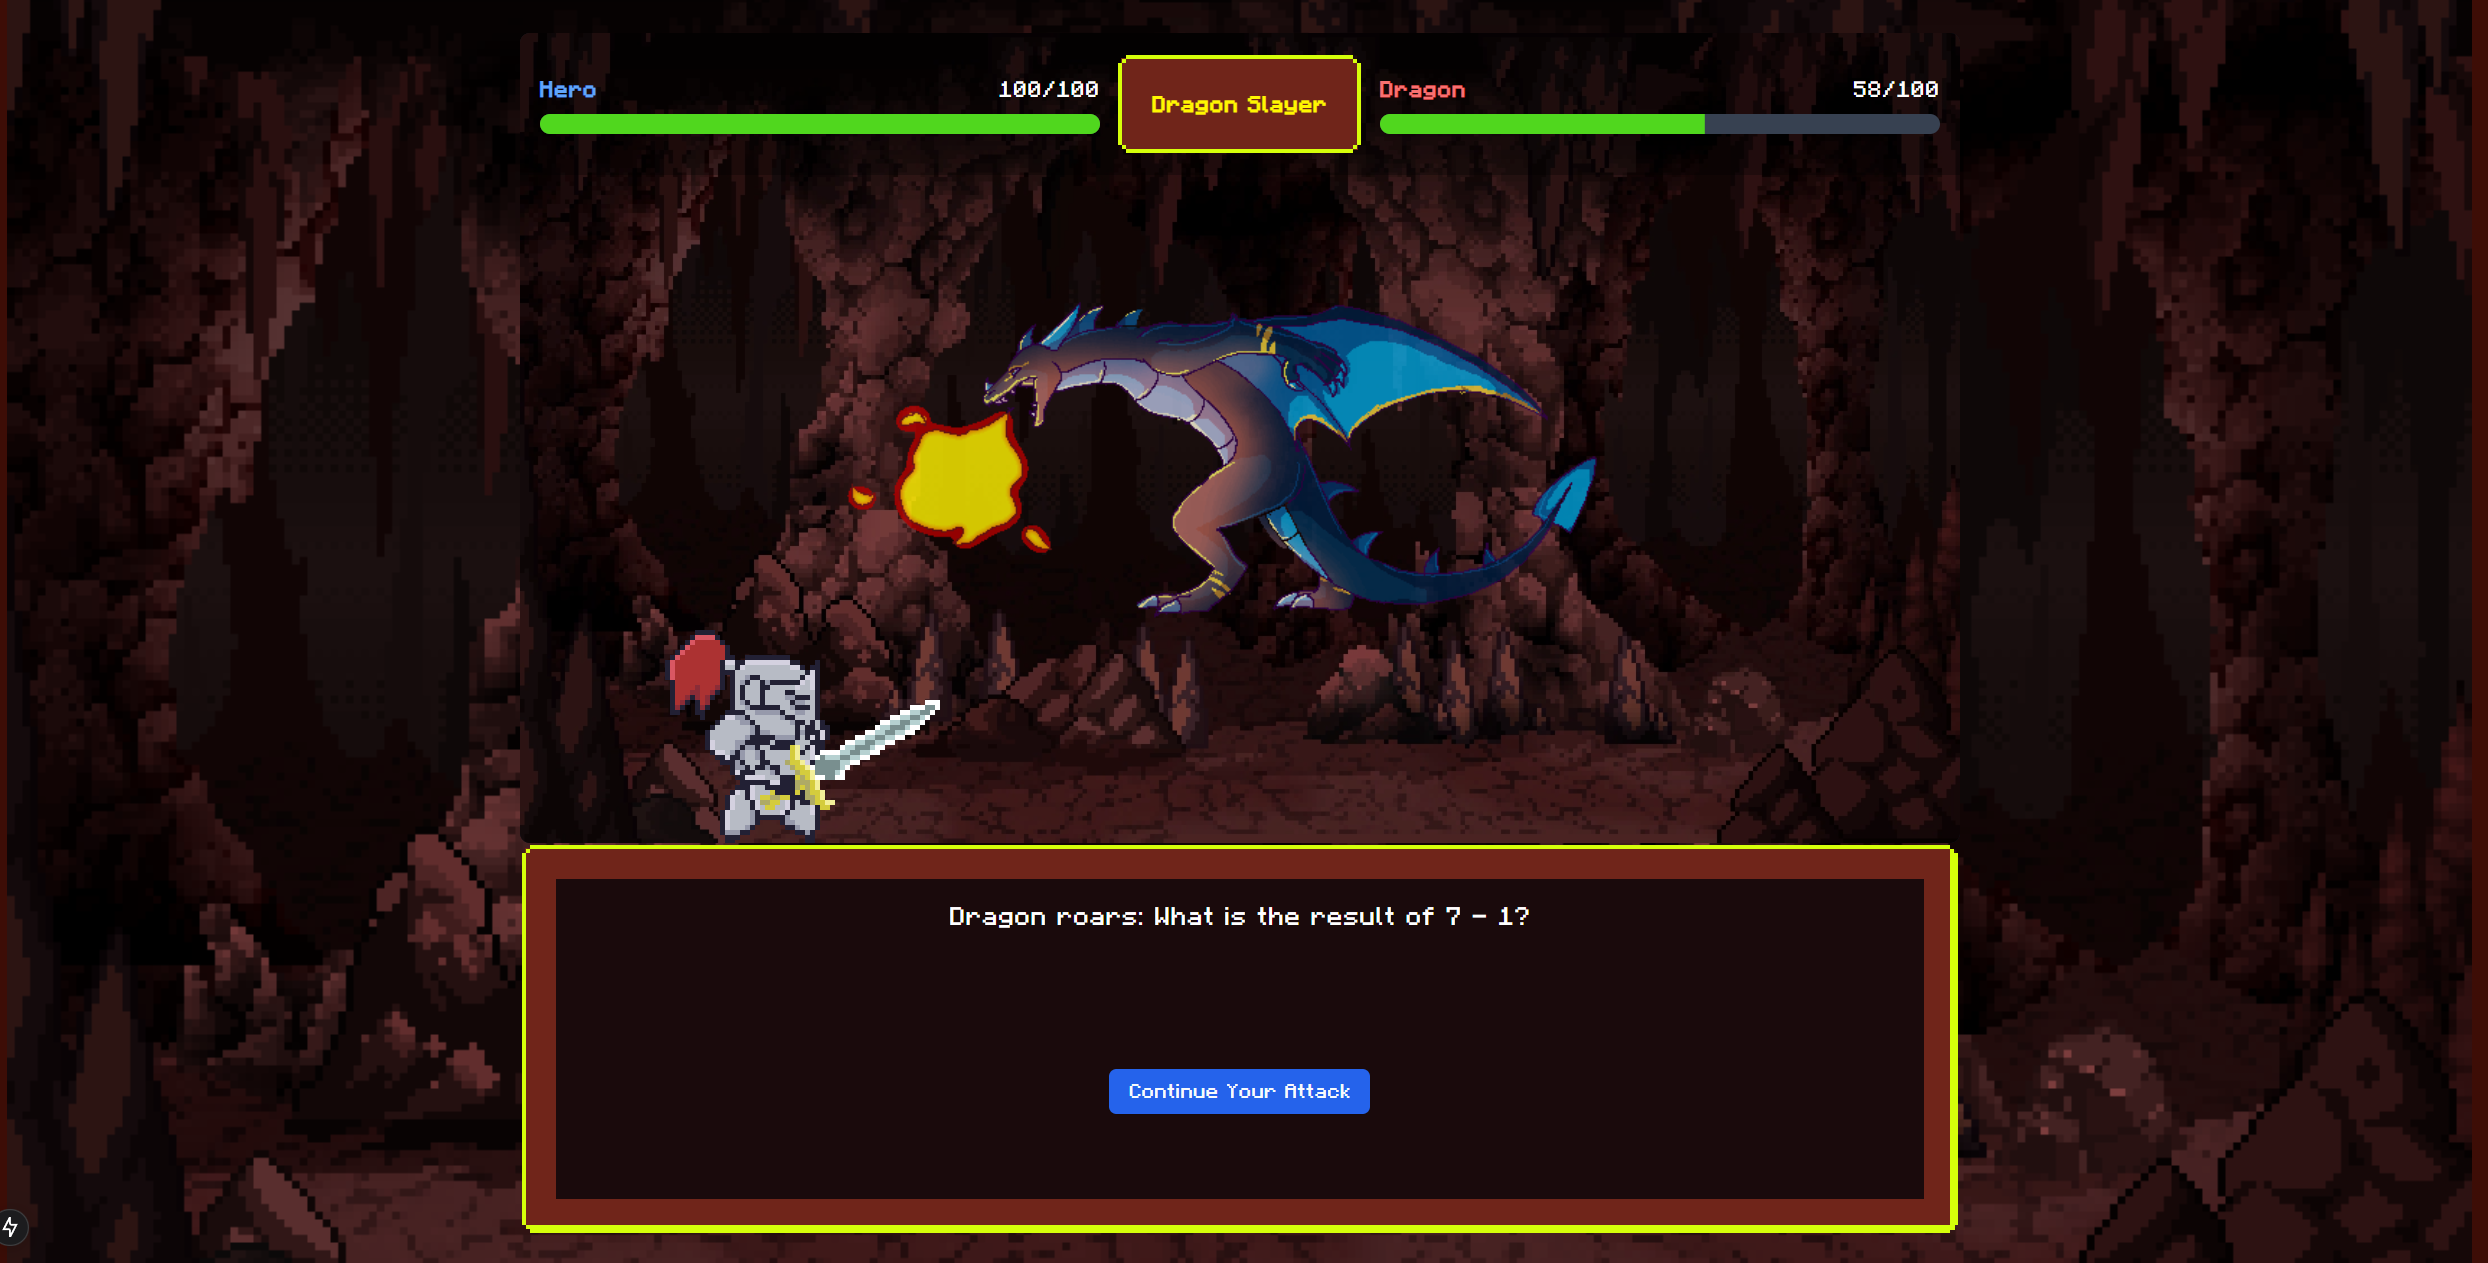 Hero
100/100
Dragon Slayer
Dragon
58/100
Dragon roars: What is the result of 7 - 1?
Continue Your Attack